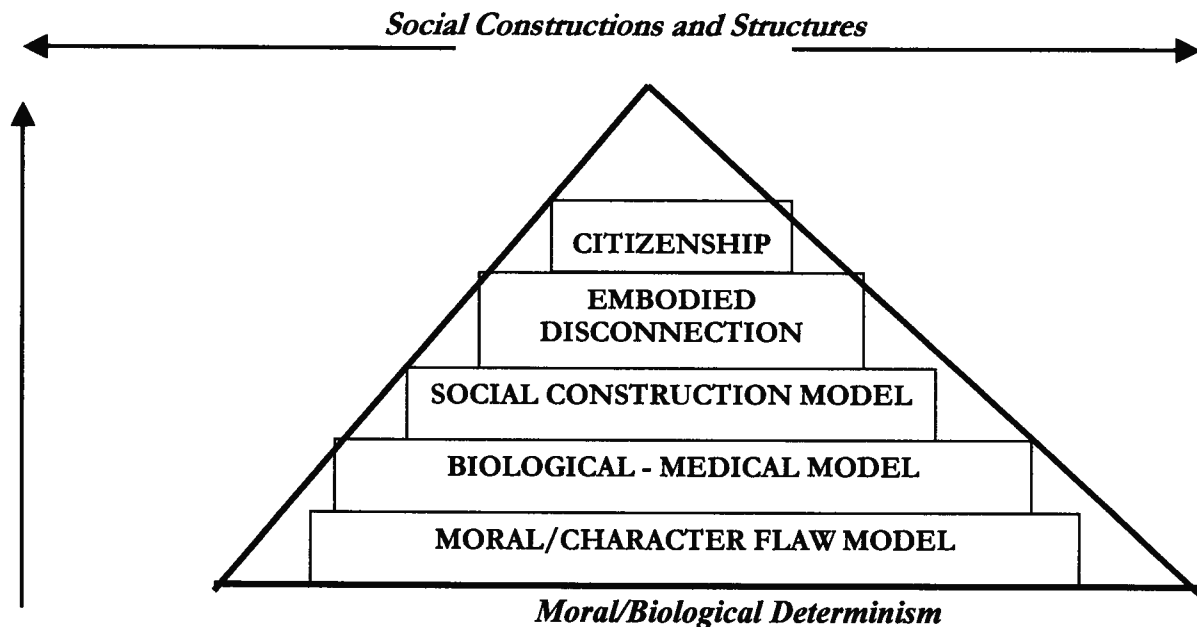 Social Constructions and Structures
CITIZENSHIP
EMBODIED
DISCONNECTION
SOCIAL CONSTRUCTION MODEL
BIOLOGICAL - MEDICAL MODEL
MORAL/CHARACTER FLAW MODEL
Moral/Biological Determinism